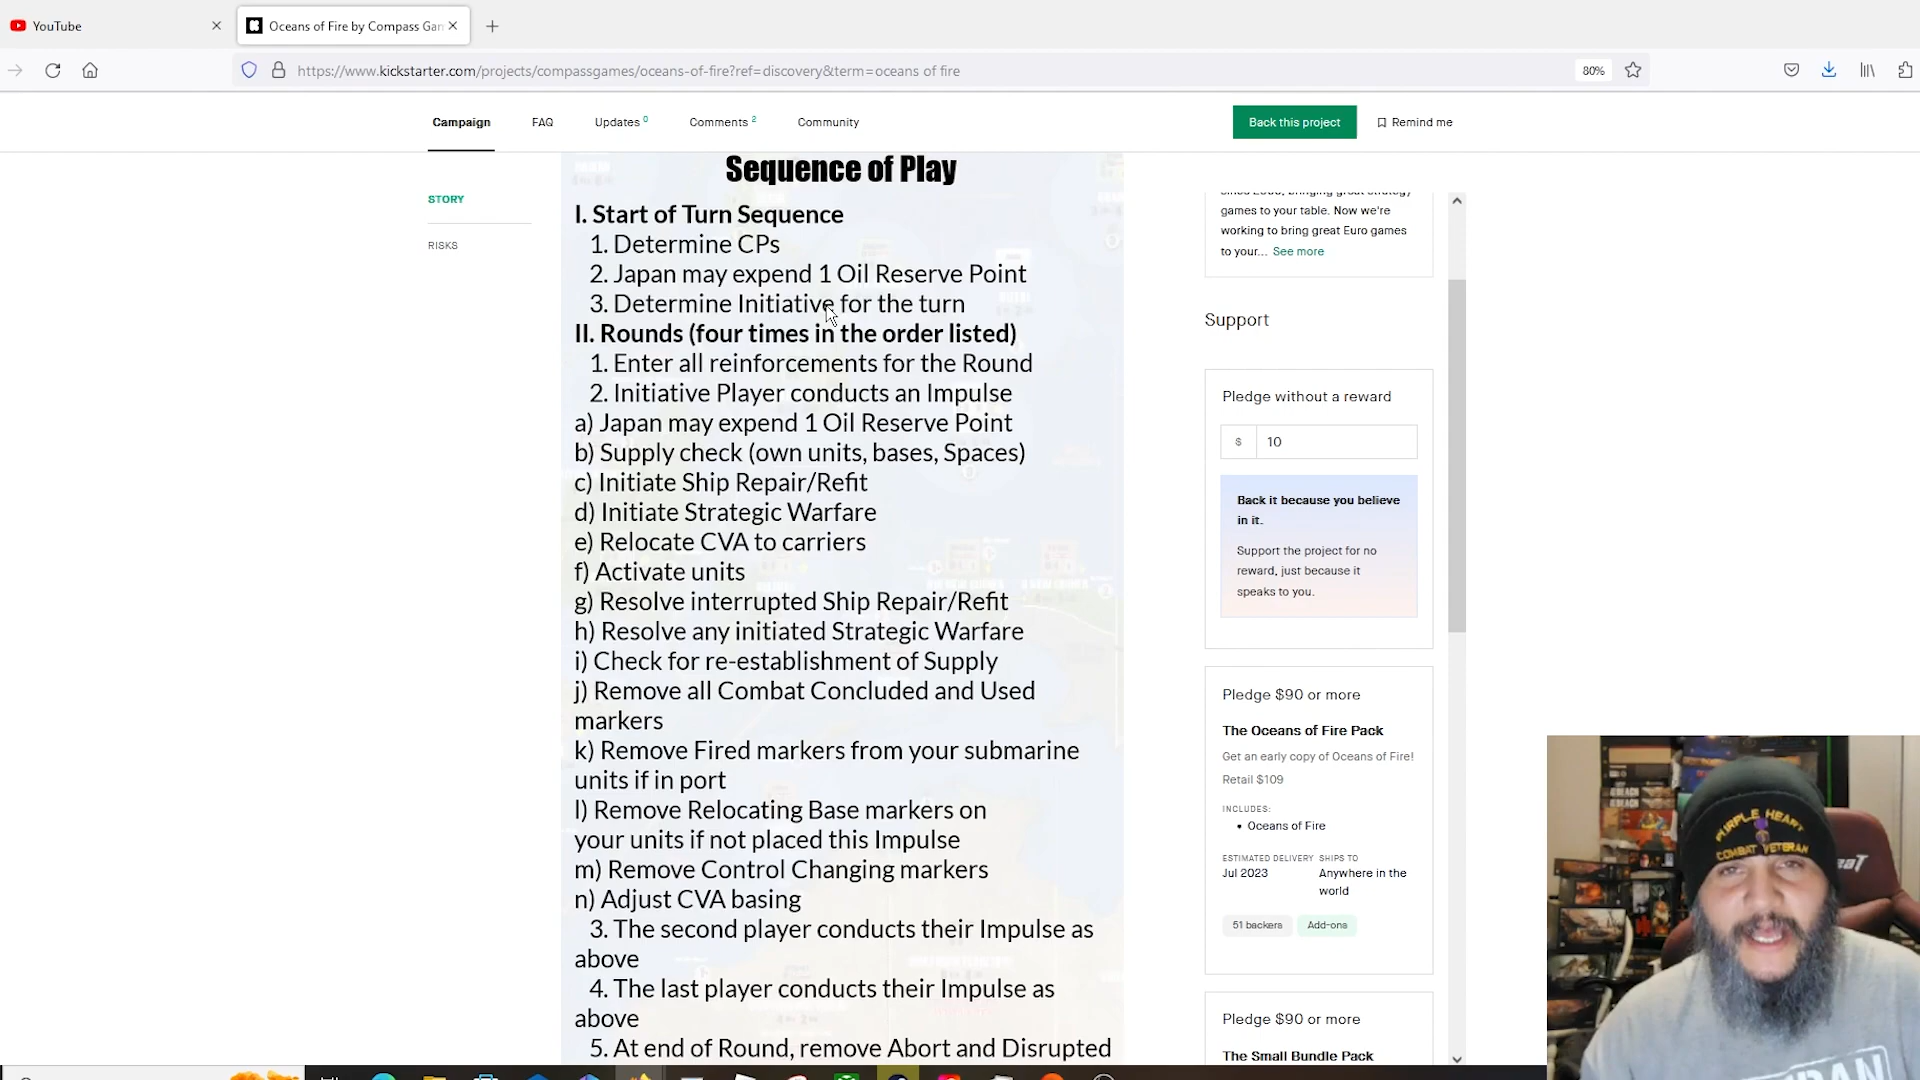 YouTube
Oceans of Fire by Compass Gam
https://www.kickstarter.com/projects/compassgames/oceans-of-fire?ref=discovery&term=oceans of fire
80%
Campaign
FAQ
Updates 0
Comments 2
Community
Back this project
Remind me
STORY
RISKS
Sequence of Play
I. Start of Turn Sequence
1. Determine CPs
2. Japan may expend 1 Oil Reserve Point
3. Determine Initiative for the turn
II. Rounds (four times in the order listed)
1. Enter all reinforcements for the Round
2. Initiative Player conducts an Impulse
a) Japan may expend 1 Oil Reserve Point
b) Supply check (own units, bases, Spaces)
c) Initiate Ship Repair/Refit
d) Initiate Strategic Warfare
e) Relocate CVA to carriers
f) Activate units
g) Resolve interrupted Ship Repair/Refit
h) Resolve any initiated Strategic Warfare
i) Check for re-establishment of Supply
j) Remove all Combat Concluded and Used
markers
k) Remove Fired markers from your submarine
units if in port
l) Remove Relocating Base markers on
your units if not placed this Impulse
m) Remove Control Changing markers
n) Adjust CVA basing
3. The second player conducts their Impulse as
above
4. The last player conducts their Impulse as
above
5. At end of Round, remove Abort and Disrupted
since 2000, bringing great strategy
games to your table. Now we're
working to bring great Euro games
to your... See more
Support
Pledge without a reward
$ 10
Back it because you believe
in it.
Support the project for no
reward, just because it
speaks to you.
Pledge $90 or more
The Oceans of Fire Pack
Get an early copy of Oceans of Fire!
Retail $109
INCLUDES:
• Oceans of Fire
ESTIMATED DELIVERY
Jul 2023
SHIPS TO
Anywhere in the
world
51 backers
Add-ons
Pledge $90 or more
The Small Bundle Pack
PURPLE HEART
COMBAT VETERAN